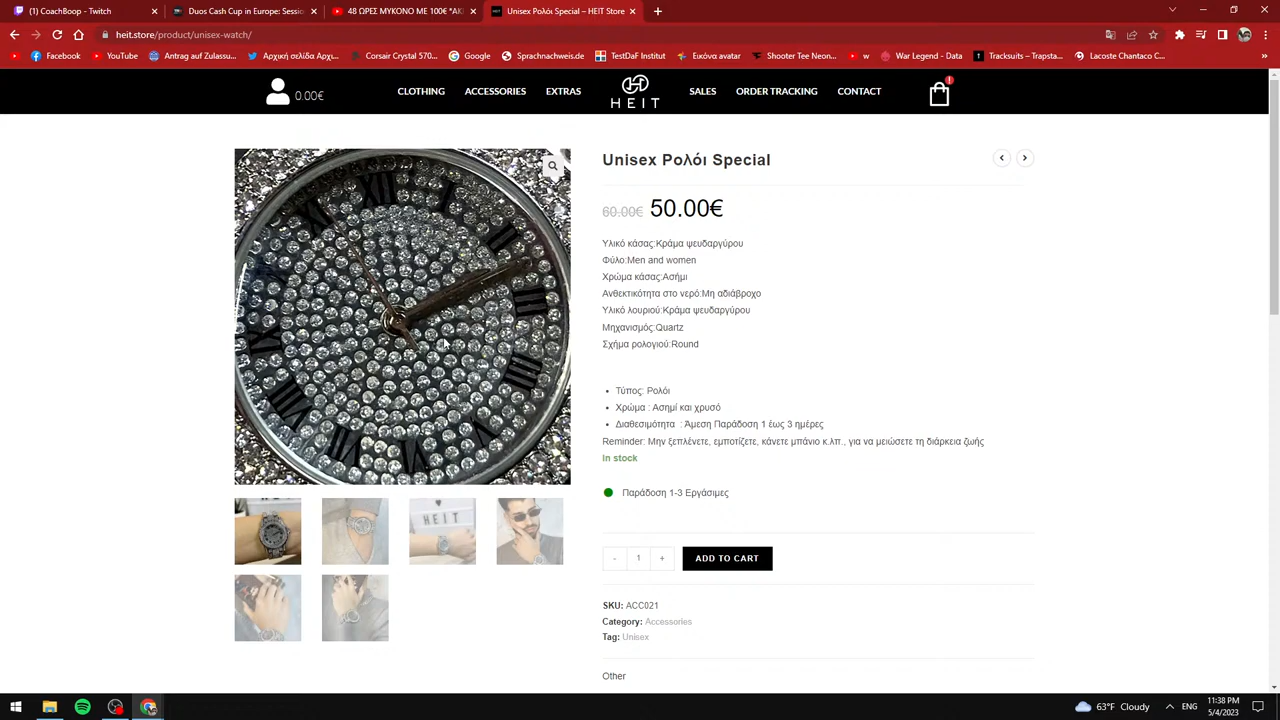 (1) CoachBoop - Twitch
Duos Cash Cup in Europe: Sessio
48 ΩΡΕΣ ΜΥΚΟΝΟ ΜΕ 100€ *ΑΚ
Unisex Ρολόι Special – HEIT Store
heit.store/product/unisex-watch/
Facebook
YouTube
Antrag auf Zulassu...
Αρχική σελίδα Αρχι...
Corsair Crystal 570...
Google
Sprachnachweis-de...
TestDaF Institut
Εικόνα avatar
Shooter Tee Neon...
War Legend - Data
Tracksuits – Trapsta...
Lacoste Chantaco C...
0.00€
CLOTHING
ACCESSORIES
EXTRAS
HEIT
SALES
ORDER TRACKING
CONTACT
Unisex Ρολόι Special
60.00€ 50.00€
Υλικό κάσας:Κράμα ψευδαργύρου
Φύλο:Men and women
Χρώμα κάσας:Ασήμι
Ανθεκτικότητα στο νερό:Μη αδιάβροχο
Υλικό λουριού:Κράμα ψευδαργύρου
Μηχανισμός:Quartz
Σχήμα ρολογιού:Round
• Τύπος: Ρολόι
• Χρώμα : Ασημί και χρυσό
• Διαθεσιμότητα : Άμεση Παράδοση 1 έως 3 ημέρες
Reminder: Μην ξεπλένετε, εμποτίζετε, κάνετε μπάνιο κ.λπ., για να μειώσετε τη διάρκεια ζωής
In stock
Παράδοση 1-3 Εργάσιμες
- 1 + ADD TO CART
SKU: ACC021
Category: Accessories
Tag: Unisex
Other
HEIT
63°F Cloudy
ENG
11:38 PM
5/4/2023